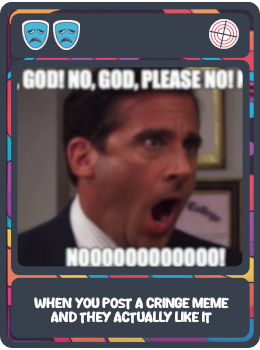 , GOD! NO, GOD, PLEASE NO!
NOOOOOOOOOOOO!
WHEN YOU POST A CRINGE MEME
AND THEY ACTUALLY LIKE IT